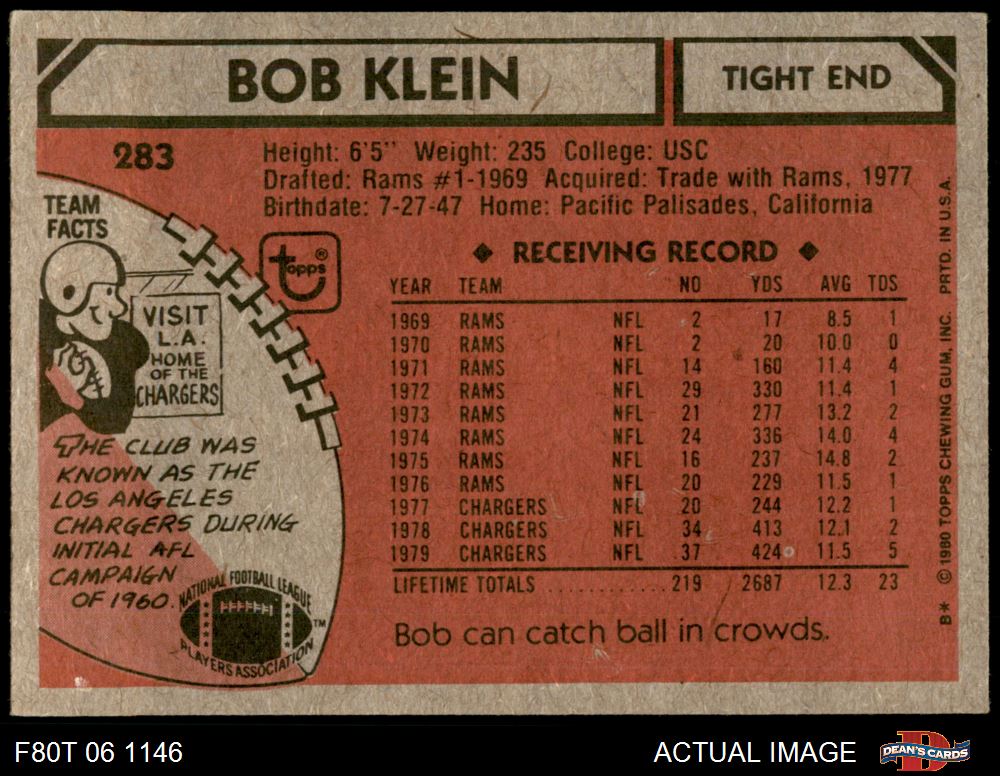 BOB KLEIN
TIGHT END
283
Height: 6'5" Weight: 235 College: USC
Drafted: Rams #1-1969 Acquired: Trade with Rams, 1977
Birthdate: 7-27-47 Home: Pacific Palisades, California
TEAM
FACTS
topps®
VISIT
L.A.
HOME
OF THE
CHARGERS
THE CLUB WAS
KNOWN AS THE
LOS ANGELES
CHARGERS DURING
INITIAL AFL
CAMPAIGN
OF 1960.
NATIONAL FOOTBALL LEAGUE
PLAYERS ASSOCIATION
TM
◆ RECEIVING RECORD ◆
YEAR TEAM NO YDS AVG TDS
1969 RAMS NFL 2 17 8.5 1
1970 RAMS NFL 2 20 10.0 0
1971 RAMS NFL 14 160 11.4 4
1972 RAMS NFL 29 330 11.4 1
1973 RAMS NFL 21 277 13.2 2
1974 RAMS NFL 24 336 14.0 4
1975 RAMS NFL 16 237 14.8 2
1976 RAMS NFL 20 229 11.5 1
1977 CHARGERS NFL 20 244 12.2 1
1978 CHARGERS NFL 34 413 12.1 2
1979 CHARGERS NFL 37 424 11.5 5
LIFETIME TOTALS ............ 219 2687 12.3 23
Bob can catch ball in crowds.
B* © 1980 TOPPS CHEWING GUM, INC. PRTD. IN U.S.A.
F80T 06 1146
ACTUAL IMAGE
D
DEAN'S CARDS